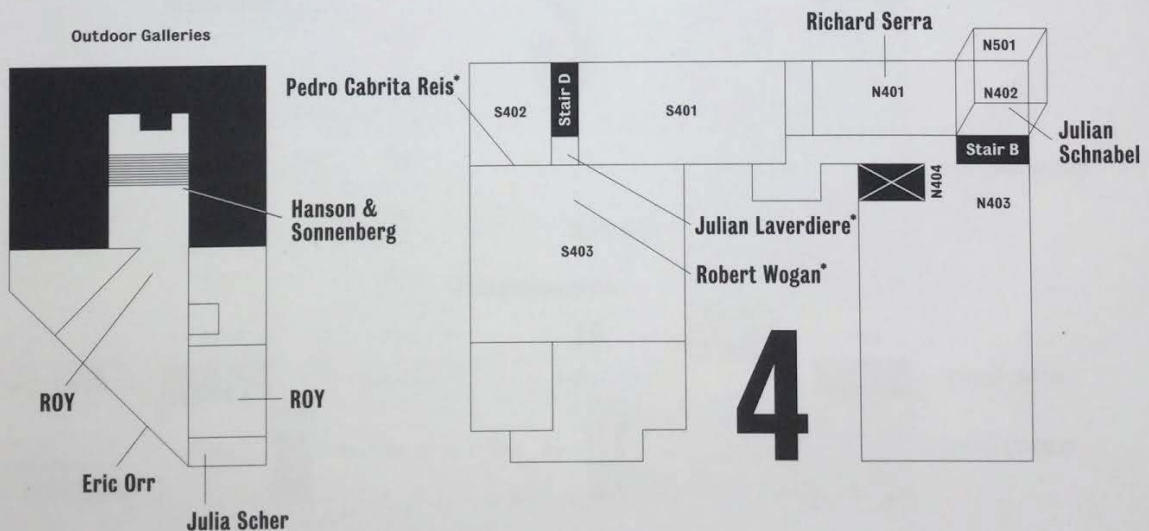 Outdoor Galleries
Hanson &
Sonnenberg
ROY
ROY
Eric Orr
Julia Scher
Richard Serra
Pedro Cabrita Reis*
S402
Stair D
S401
N401
N501
N402
Julian
Schnabel
Stair B
N404
N403
Julian Laverdiere*
S403
Robert Wogan*
4